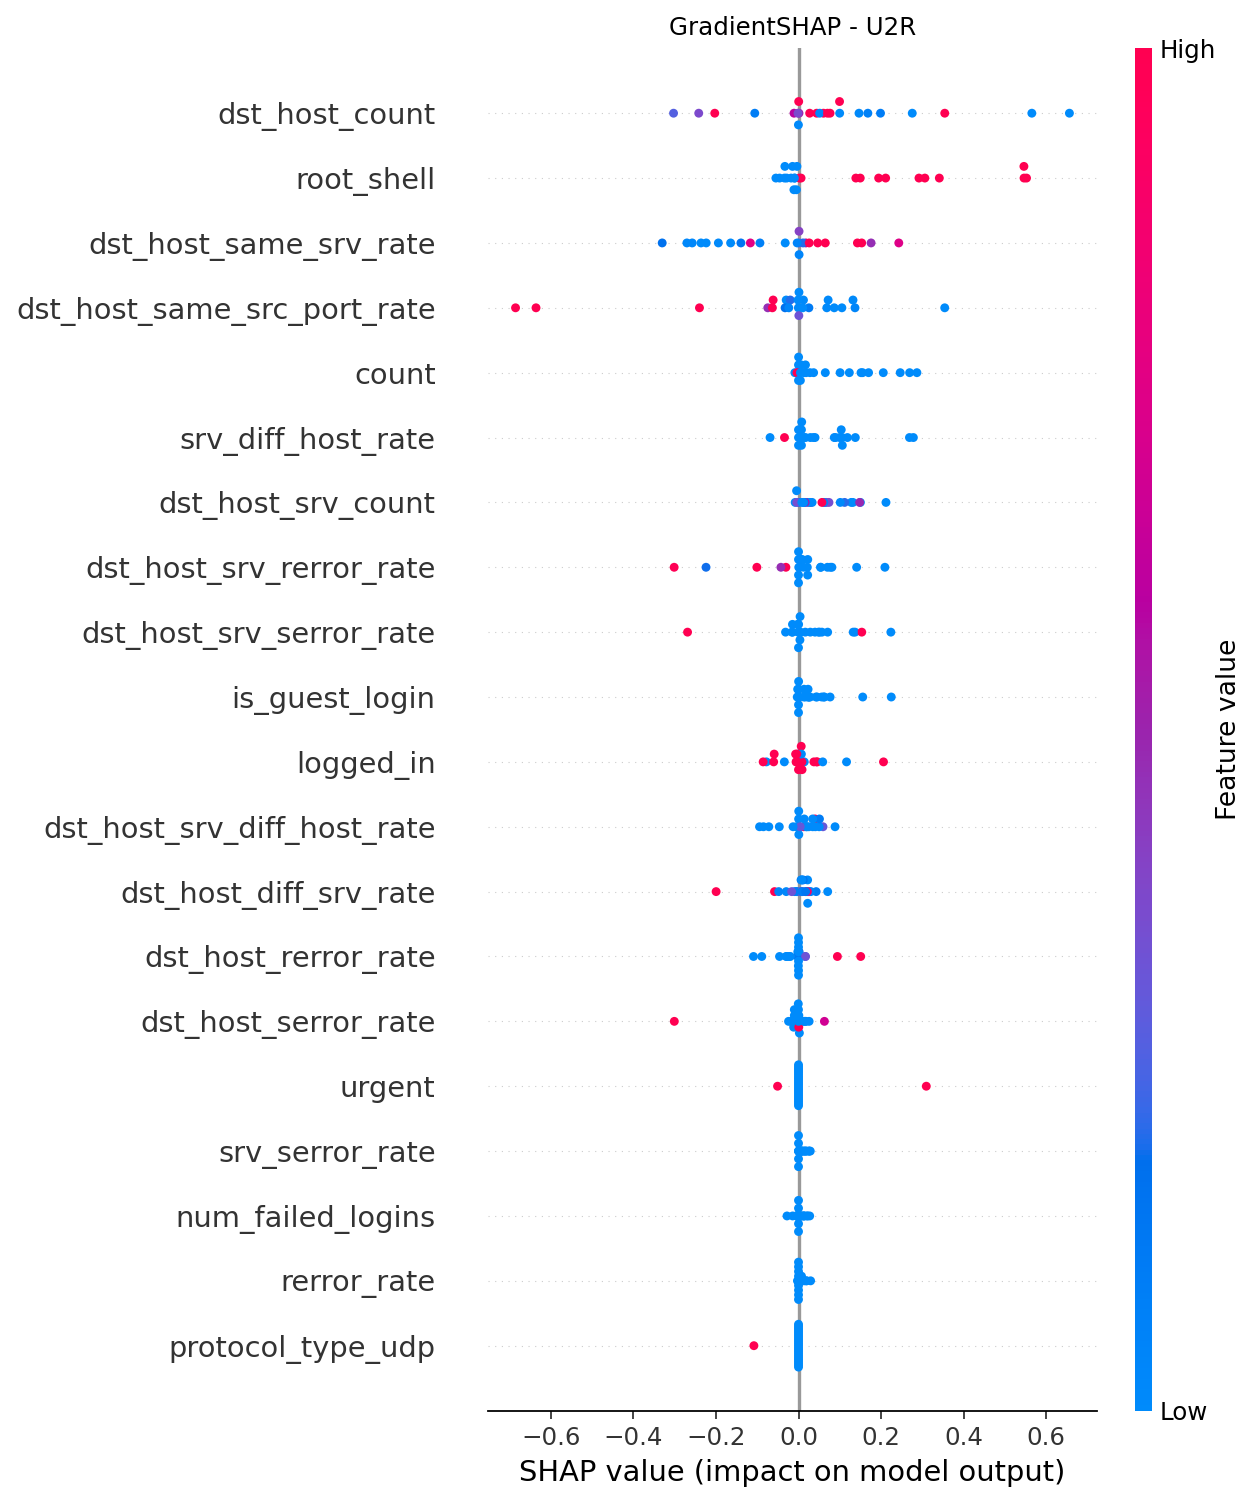 GradientSHAP - U2R
High
dst_host_count
root_shell
dst_host_same_srv_rate
dst_host_same_src_port_rate
count
srv_diff_host_rate
dst_host_srv_count
dst_host_srv_rerror_rate
dst_host_srv_serror_rate
is_guest_login
logged_in
dst_host_srv_diff_host_rate
dst_host_diff_srv_rate
dst_host_rerror_rate
dst_host_serror_rate
urgent
srv_serror_rate
num_failed_logins
rerror_rate
protocol_type_udp
Feature value
Low
−0.6 −0.4 −0.2 0.0 0.2 0.4 0.6
SHAP value (impact on model output)